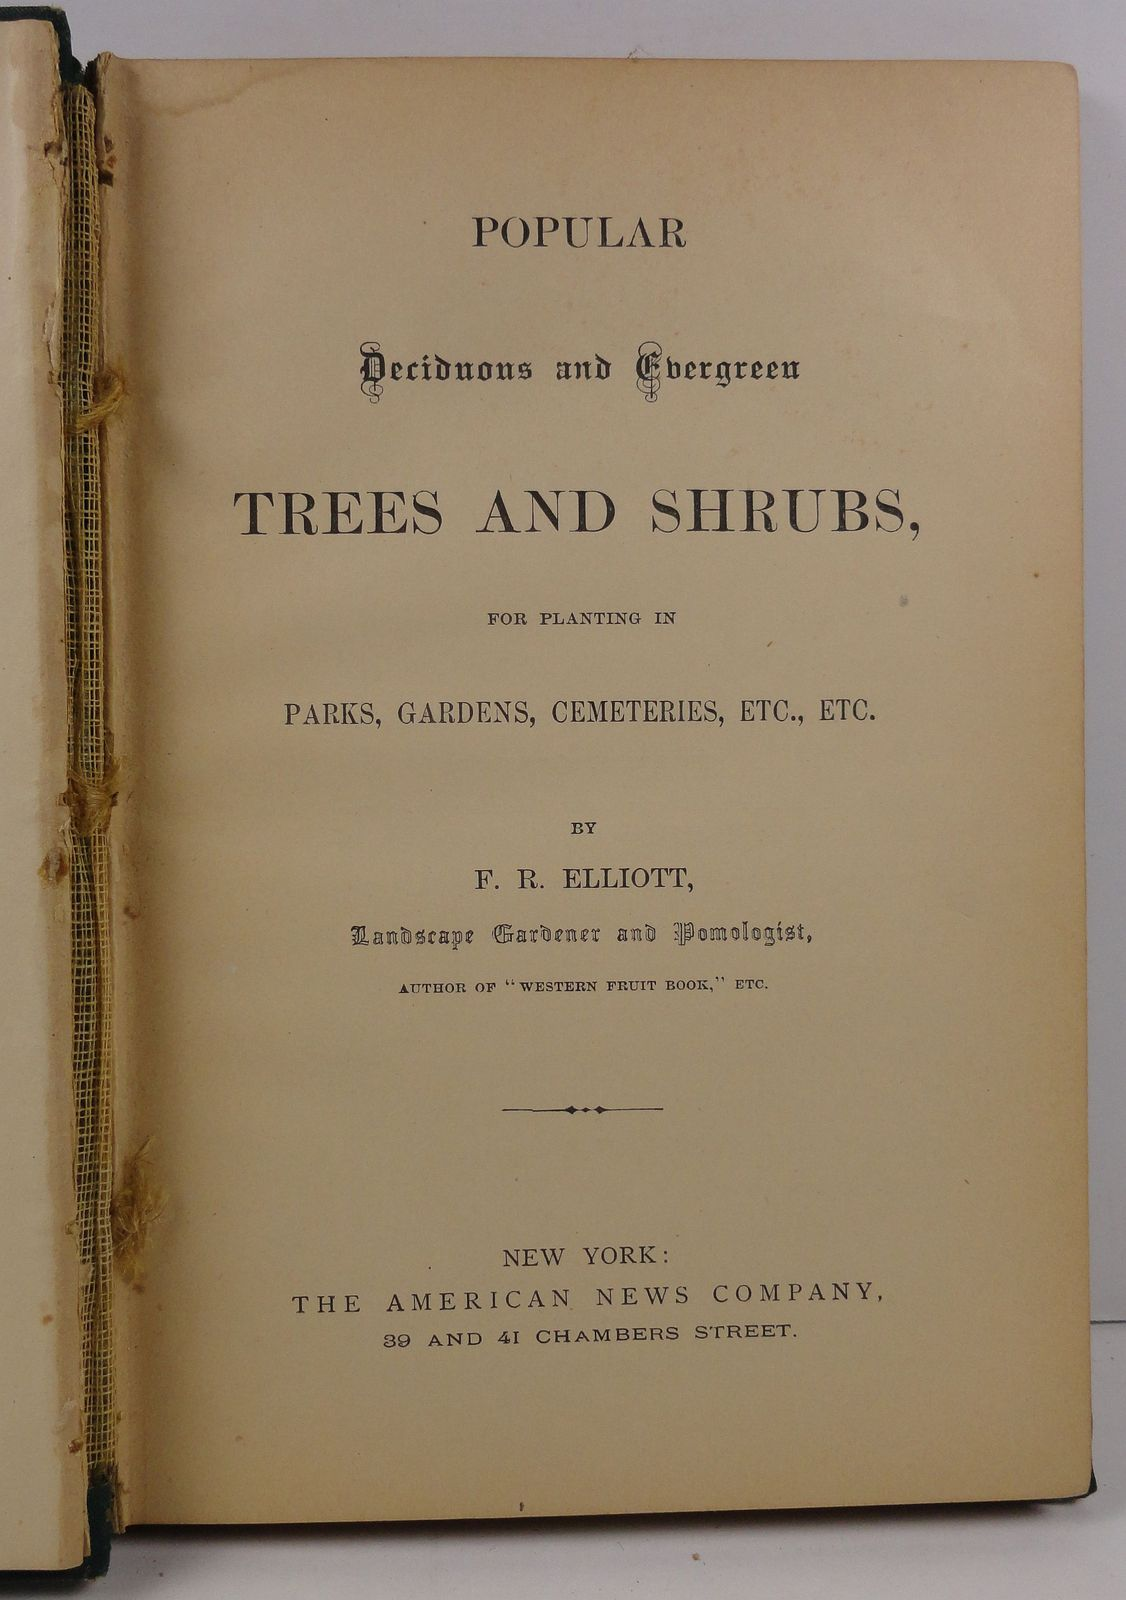 POPULAR
Deciduous and Evergreen
TREES AND SHRUBS,
FOR PLANTING IN
PARKS, GARDENS, CEMETERIES, ETC., ETC.
BY
F. R. ELLIOTT,
Landscape Gardener and Pomologist,
AUTHOR OF "WESTERN FRUIT BOOK," ETC.
NEW YORK:
THE AMERICAN NEWS COMPANY,
39 AND 41 CHAMBERS STREET.